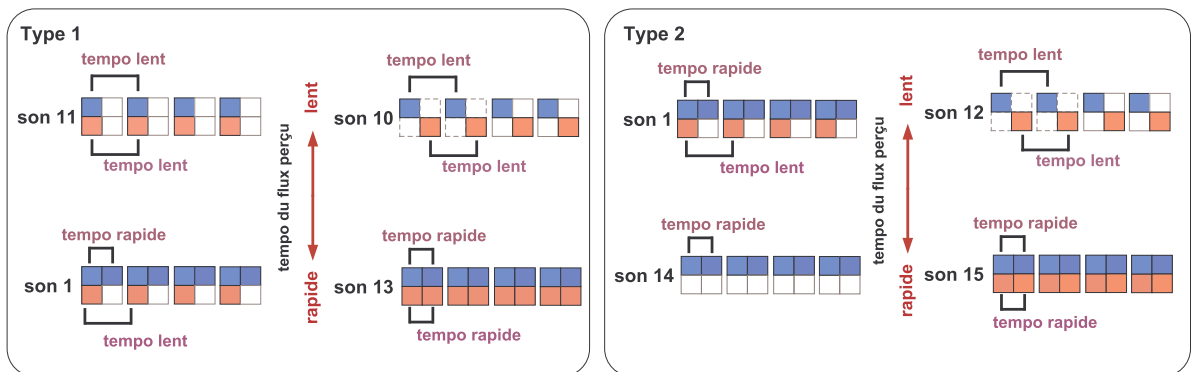 Type 1
tempo lent
son 11
tempo lent
tempo lent
son 10
tempo lent
tempo rapide
son 1
tempo lent
tempo rapide
son 13
tempo rapide
tempo du flux perçu
lent
rapide
Type 2
tempo rapide
son 1
tempo lent
tempo lent
son 12
tempo lent
tempo rapide
son 14
tempo rapide
son 15
tempo rapide
tempo du flux perçu
lent
rapide